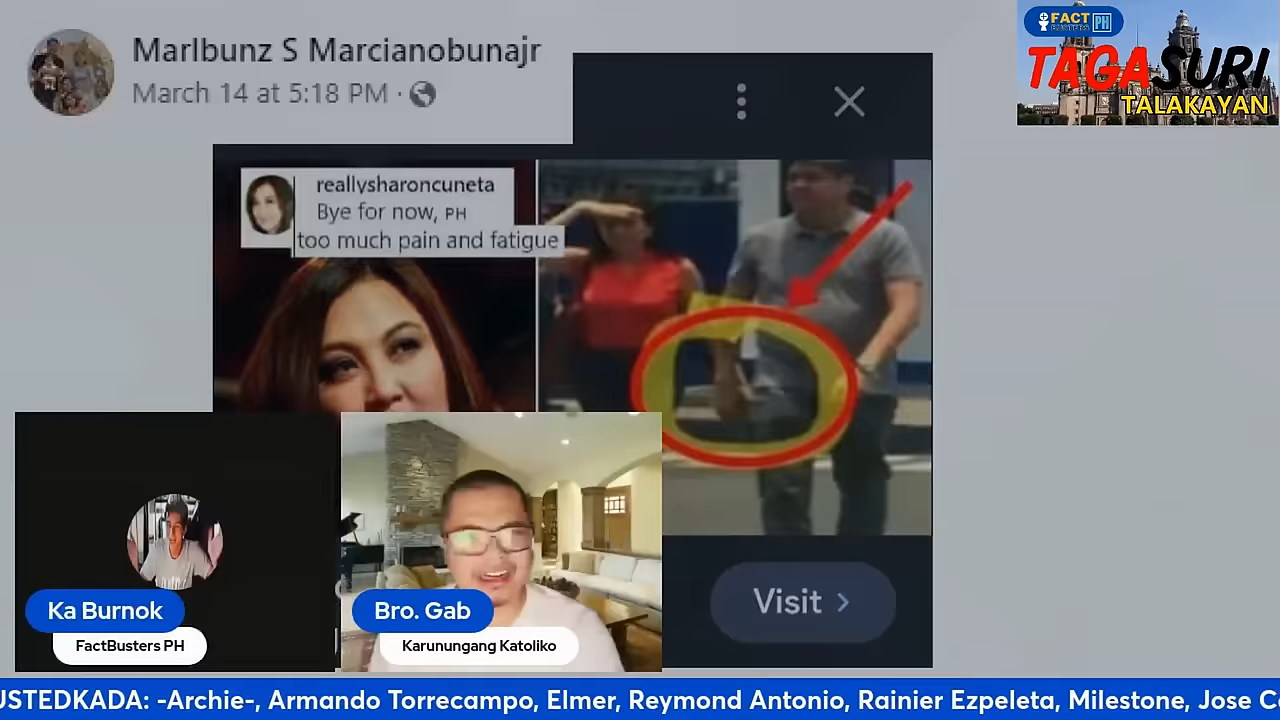 Marlbunz S Marcianobunajr
March 14 at 5:18 PM ·
FACT
BUSTERS PH
TAGASURI
TALAKAYAN
reallysharoncuneta
Bye for now, PH
too much pain and fatigue
Visit >
Ka Burnok
FactBusters PH
Bro. Gab
Karunungang Katoliko
USTEDKADA: -Archie-, Armando Torrecampo, Elmer, Reymond Antonio, Rainier Ezpeleta, Milestone, Jose C